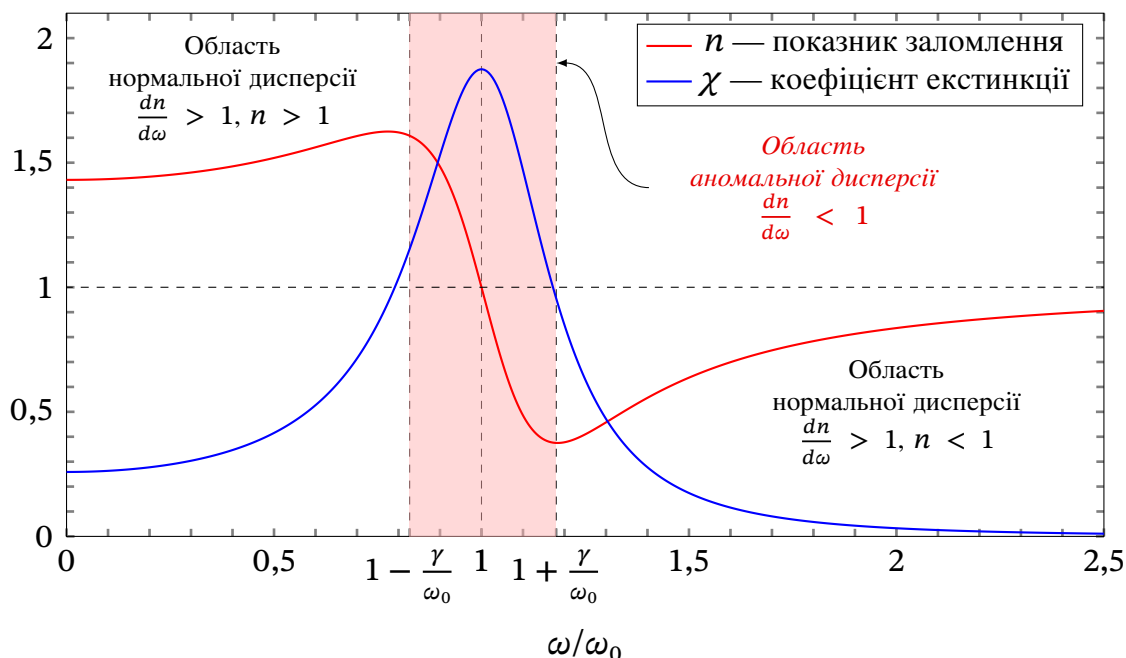 Область
нормальної дисперсії
dn/dω > 1, n > 1
n — показник заломлення
χ — коефіцієнт екстинкції
Область
аномальної дисперсії
dn/dω < 1
Область
нормальної дисперсії
dn/dω > 1, n < 1
2
1,5
1
0,5
0
0
0,5
1 − γ/ω₀
1
1 + γ/ω₀
1,5
2
2,5
ω/ω₀